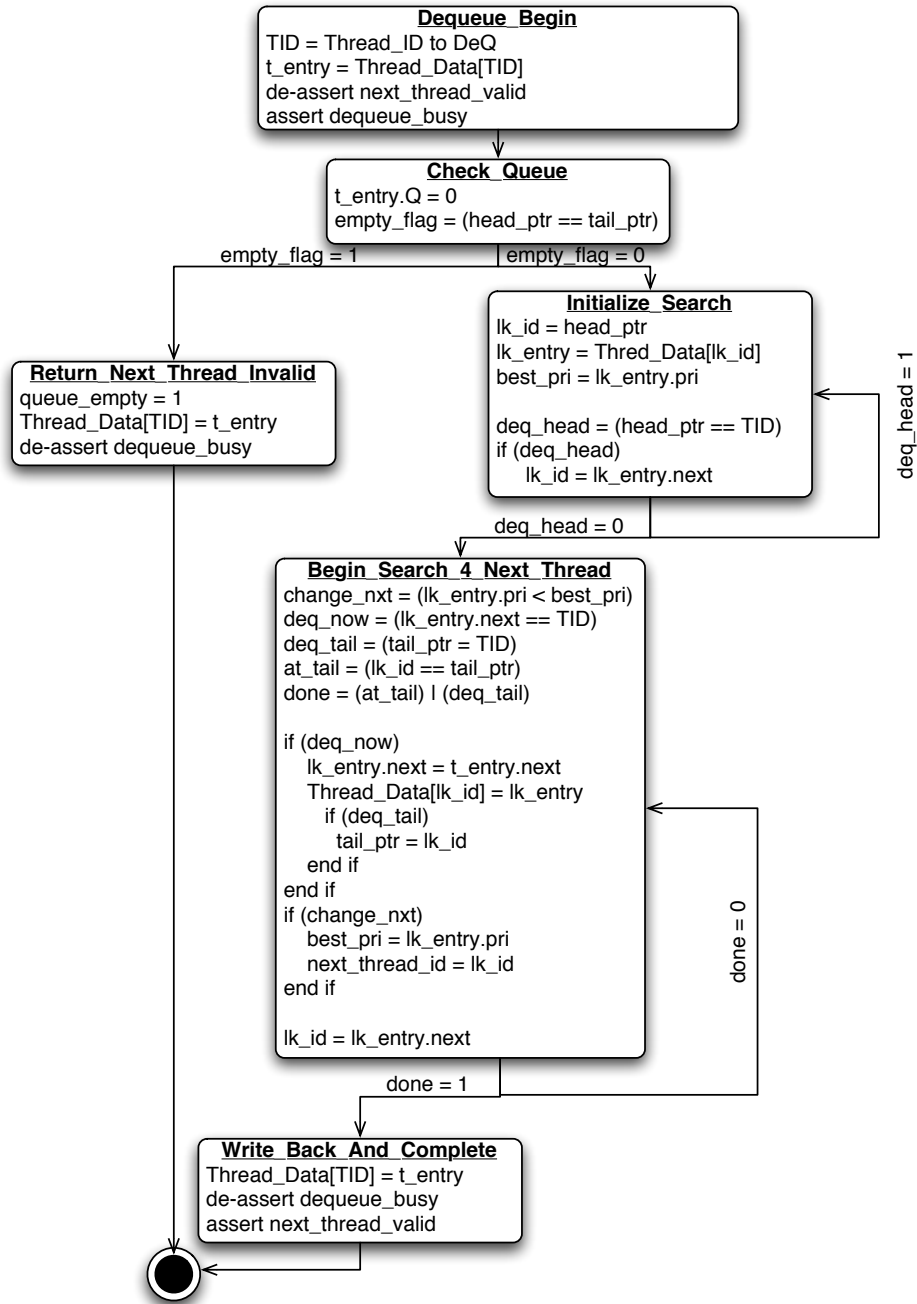 Dequeue_Begin
TID = Thread_ID to DeQ
t_entry = Thread_Data[TID]
de-assert next_thread_valid
assert dequeue_busy
Check_Queue
t_entry.Q = 0
empty_flag = (head_ptr == tail_ptr)
empty_flag = 1
empty_flag = 0
Initialize_Search
lk_id = head_ptr
lk_entry = Thred_Data[lk_id]
best_pri = lk_entry.pri
deq_head = (head_ptr == TID)
if (deq_head)
lk_id = lk_entry.next
deq_head = 1
Return_Next_Thread_Invalid
queue_empty = 1
Thread_Data[TID] = t_entry
de-assert dequeue_busy
deq_head = 0
Begin_Search_4_Next_Thread
change_nxt = (lk_entry.pri < best_pri)
deq_now = (lk_entry.next == TID)
deq_tail = (tail_ptr = TID)
at_tail = (lk_id == tail_ptr)
done = (at_tail) | (deq_tail)
if (deq_now)
lk_entry.next = t_entry.next
Thread_Data[lk_id] = lk_entry
if (deq_tail)
tail_ptr = lk_id
end if
end if
if (change_nxt)
best_pri = lk_entry.pri
next_thread_id = lk_id
end if
lk_id = lk_entry.next
done = 0
done = 1
Write_Back_And_Complete
Thread_Data[TID] = t_entry
de-assert dequeue_busy
assert next_thread_valid